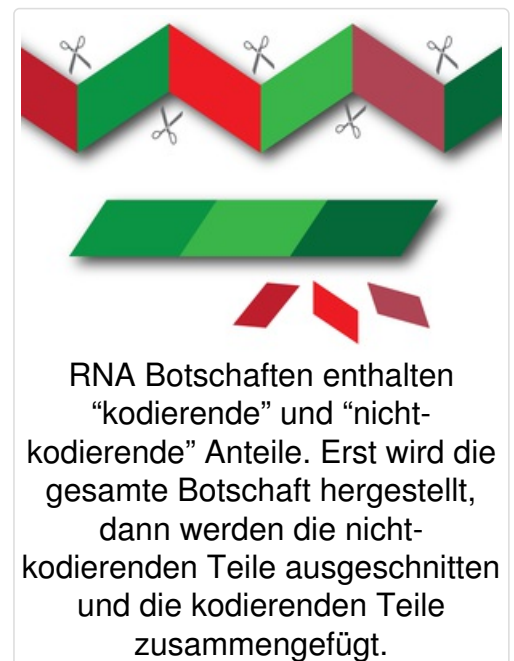 RNA Botschaften enthalten
“kodierende” und “nicht-
kodierende” Anteile. Erst wird die
gesamte Botschaft hergestellt,
dann werden die nicht-
kodierenden Teile ausgeschnitten
und die kodierenden Teile
zusammengefügt.